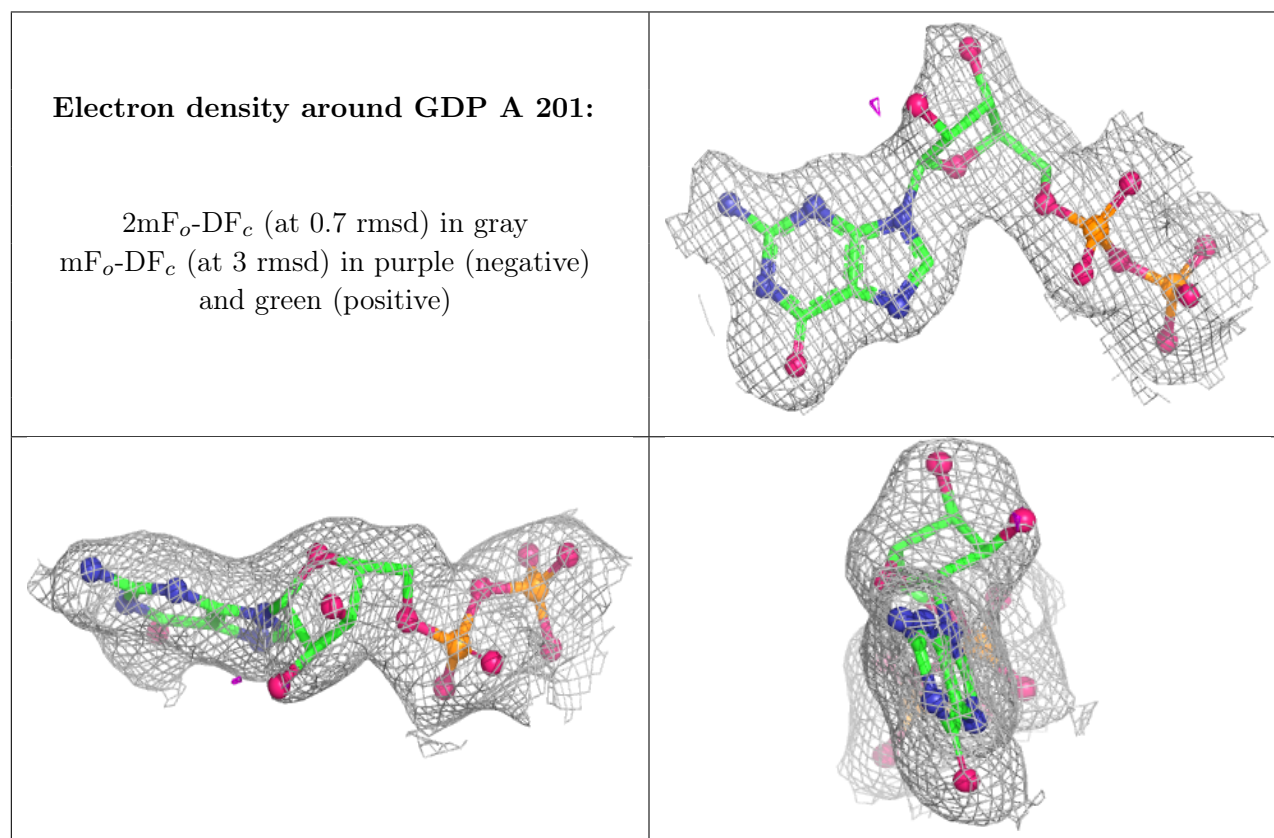 Electron density around GDP A 201:
2mFo-DFc (at 0.7 rmsd) in gray
mFo-DFc (at 3 rmsd) in purple (negative)
and green (positive)